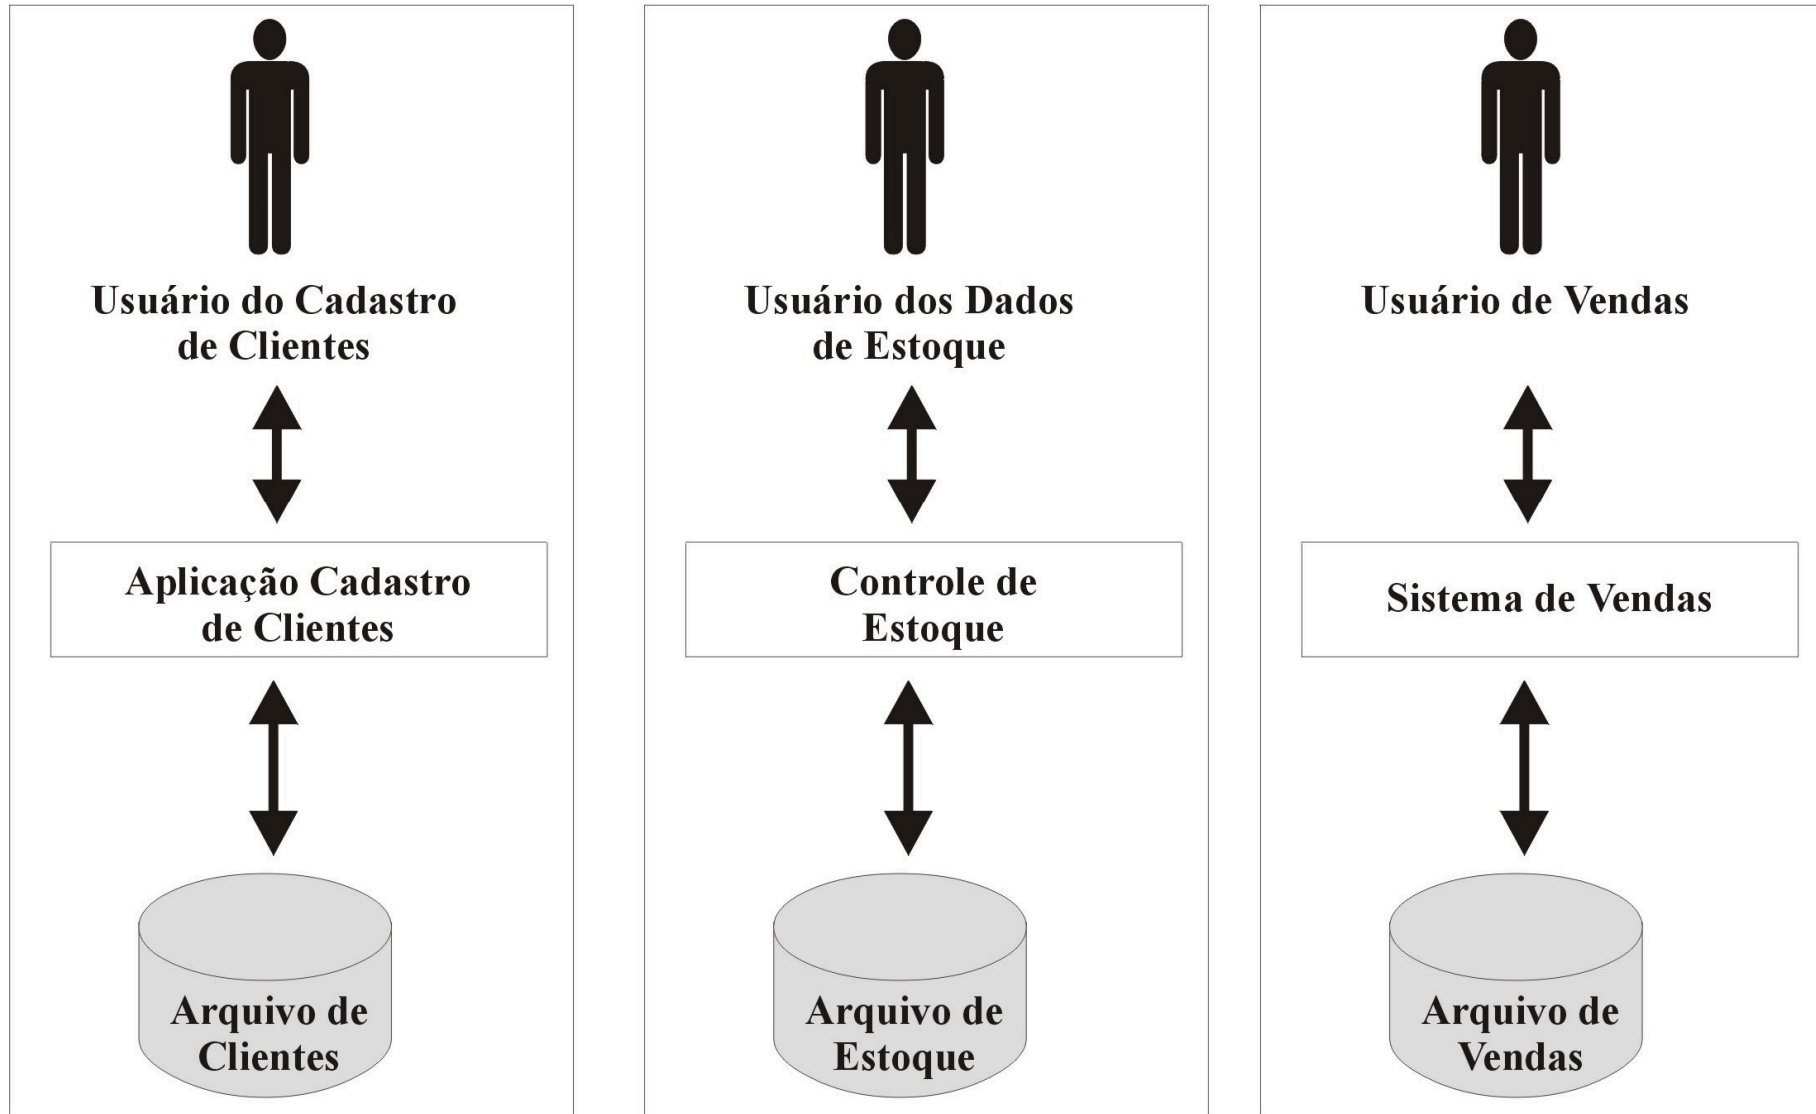 Usuário do Cadastro
de Clientes
Aplicação Cadastro
de Clientes
Arquivo de
Clientes
Usuário dos Dados
de Estoque
Controle de
Estoque
Arquivo de
Estoque
Usuário de Vendas
Sistema de Vendas
Arquivo de
Vendas